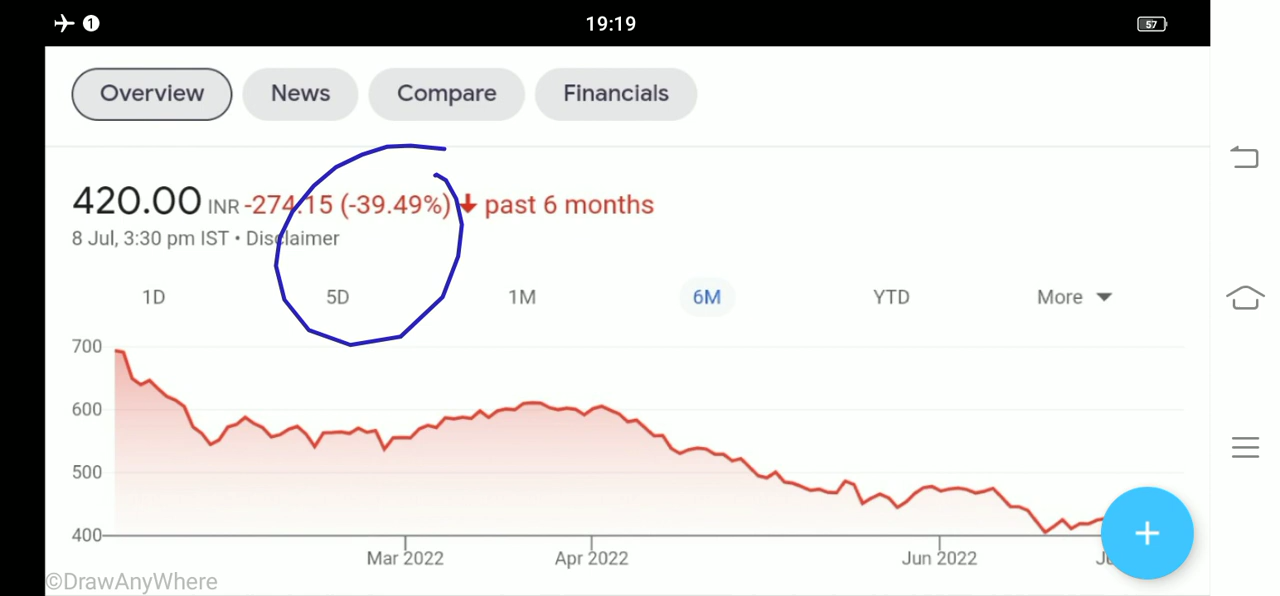 1 19:19 57
Overview News Compare Financials
420.00 INR -274.15 (-39.49%) past 6 months
8 Jul, 3:30 pm IST • Disclaimer
1D 5D 1M 6M YTD More
700
600
500
400
Mar 2022 Apr 2022 Jun 2022
©DrawAnyWhere